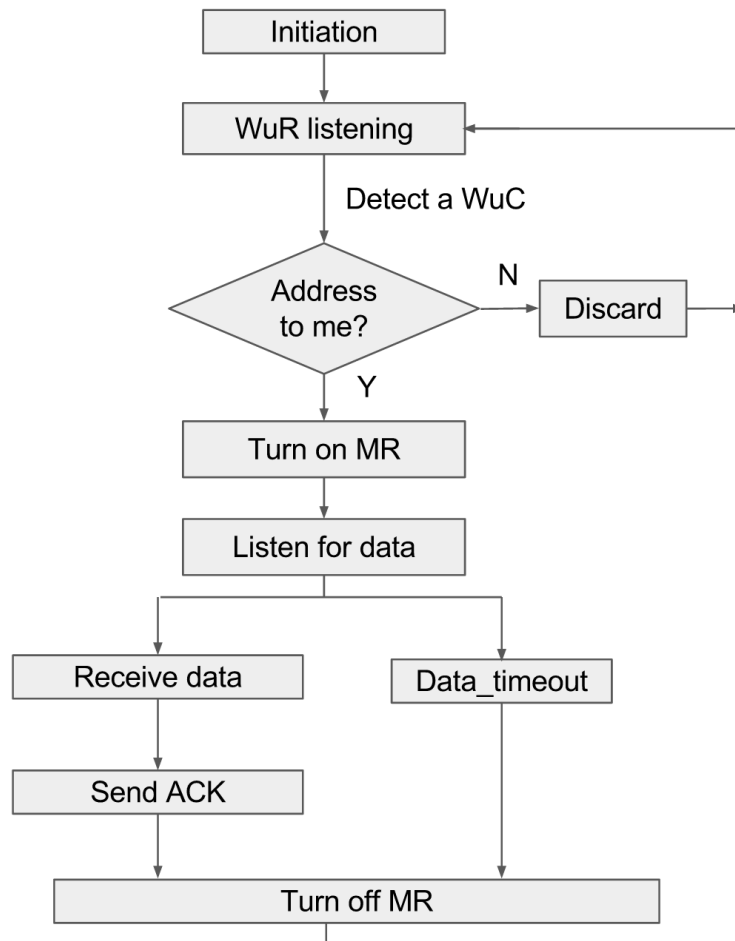 Initiation
WuR listening
Detect a WuC
Address
to me?
N
Discard
Y
Turn on MR
Listen for data
Receive data
Data_timeout
Send ACK
Turn off MR